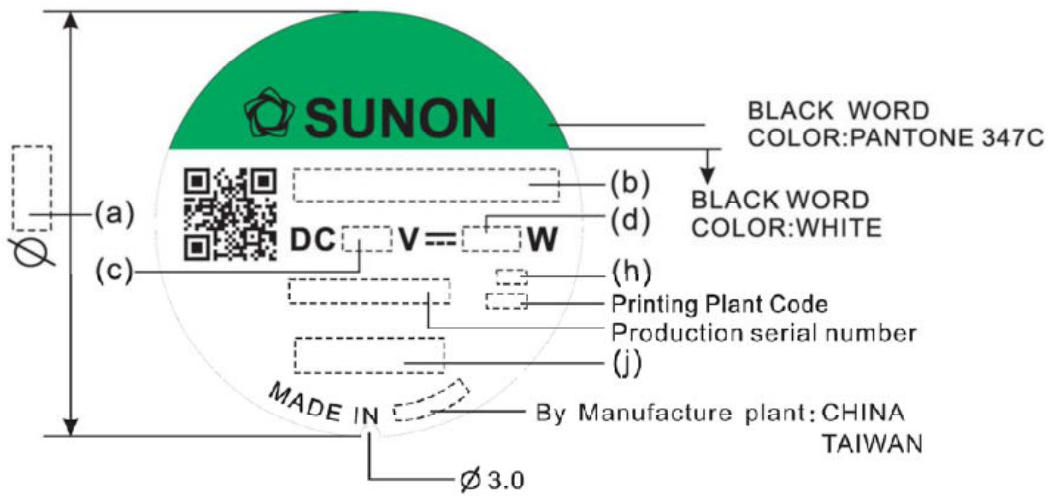 SUNON
BLACK WORD
COLOR:PANTONE 347C
(b)
BLACK WORD
COLOR:WHITE
(a)
Ø
(d)
DC V W
(c)
(h)
Printing Plant Code
Production serial number
(j)
MADE IN
By Manufacture plant: CHINA
TAIWAN
Ø 3.0